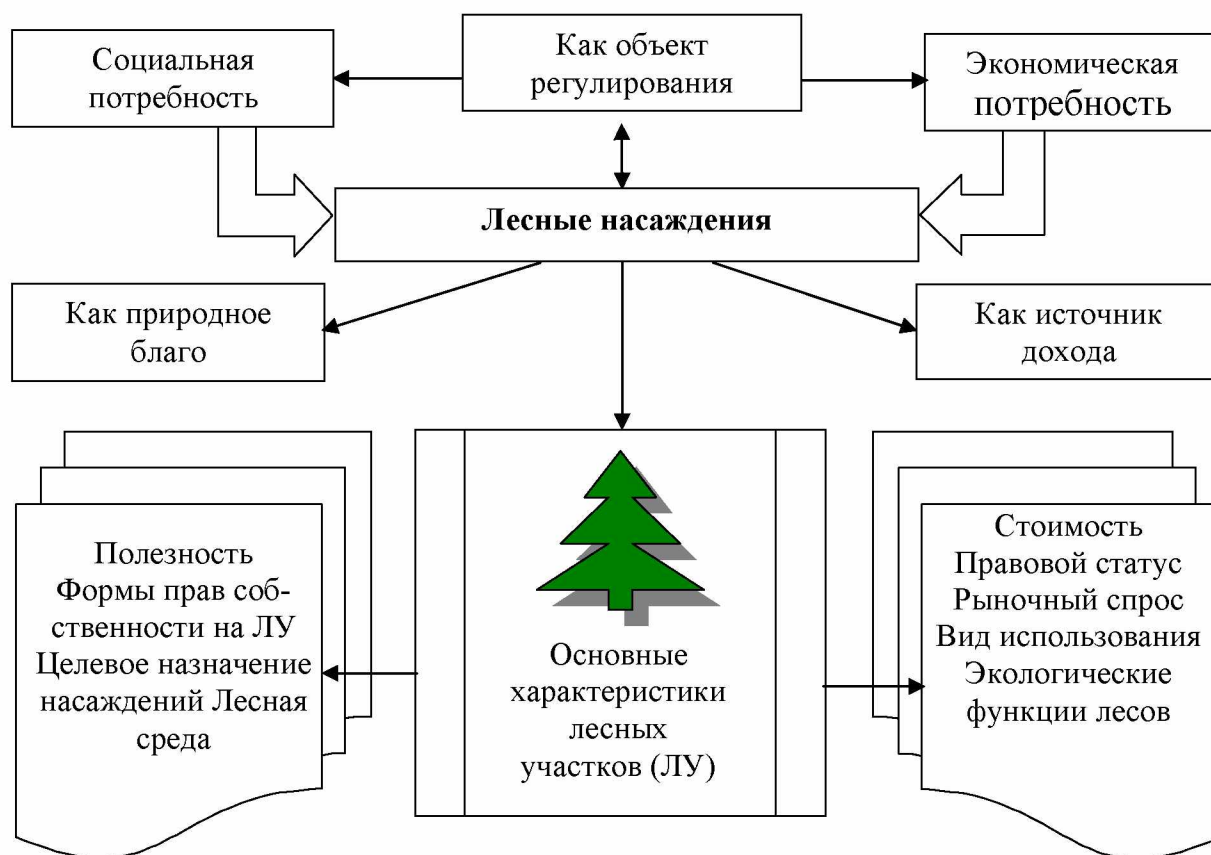 Социальная
потребность
Как объект
регулирования
Экономическая
потребность
Лесные насаждения
Как природное
благо
Как источник
дохода
Полезность
Формы прав соб-
ственности на ЛУ
Целевое назначение
насаждений Лесная
среда
Основные
характеристики
лесных
участков (ЛУ)
Стоимость
Правовой статус
Рыночный спрос
Вид использования
Экологические
функции лесов